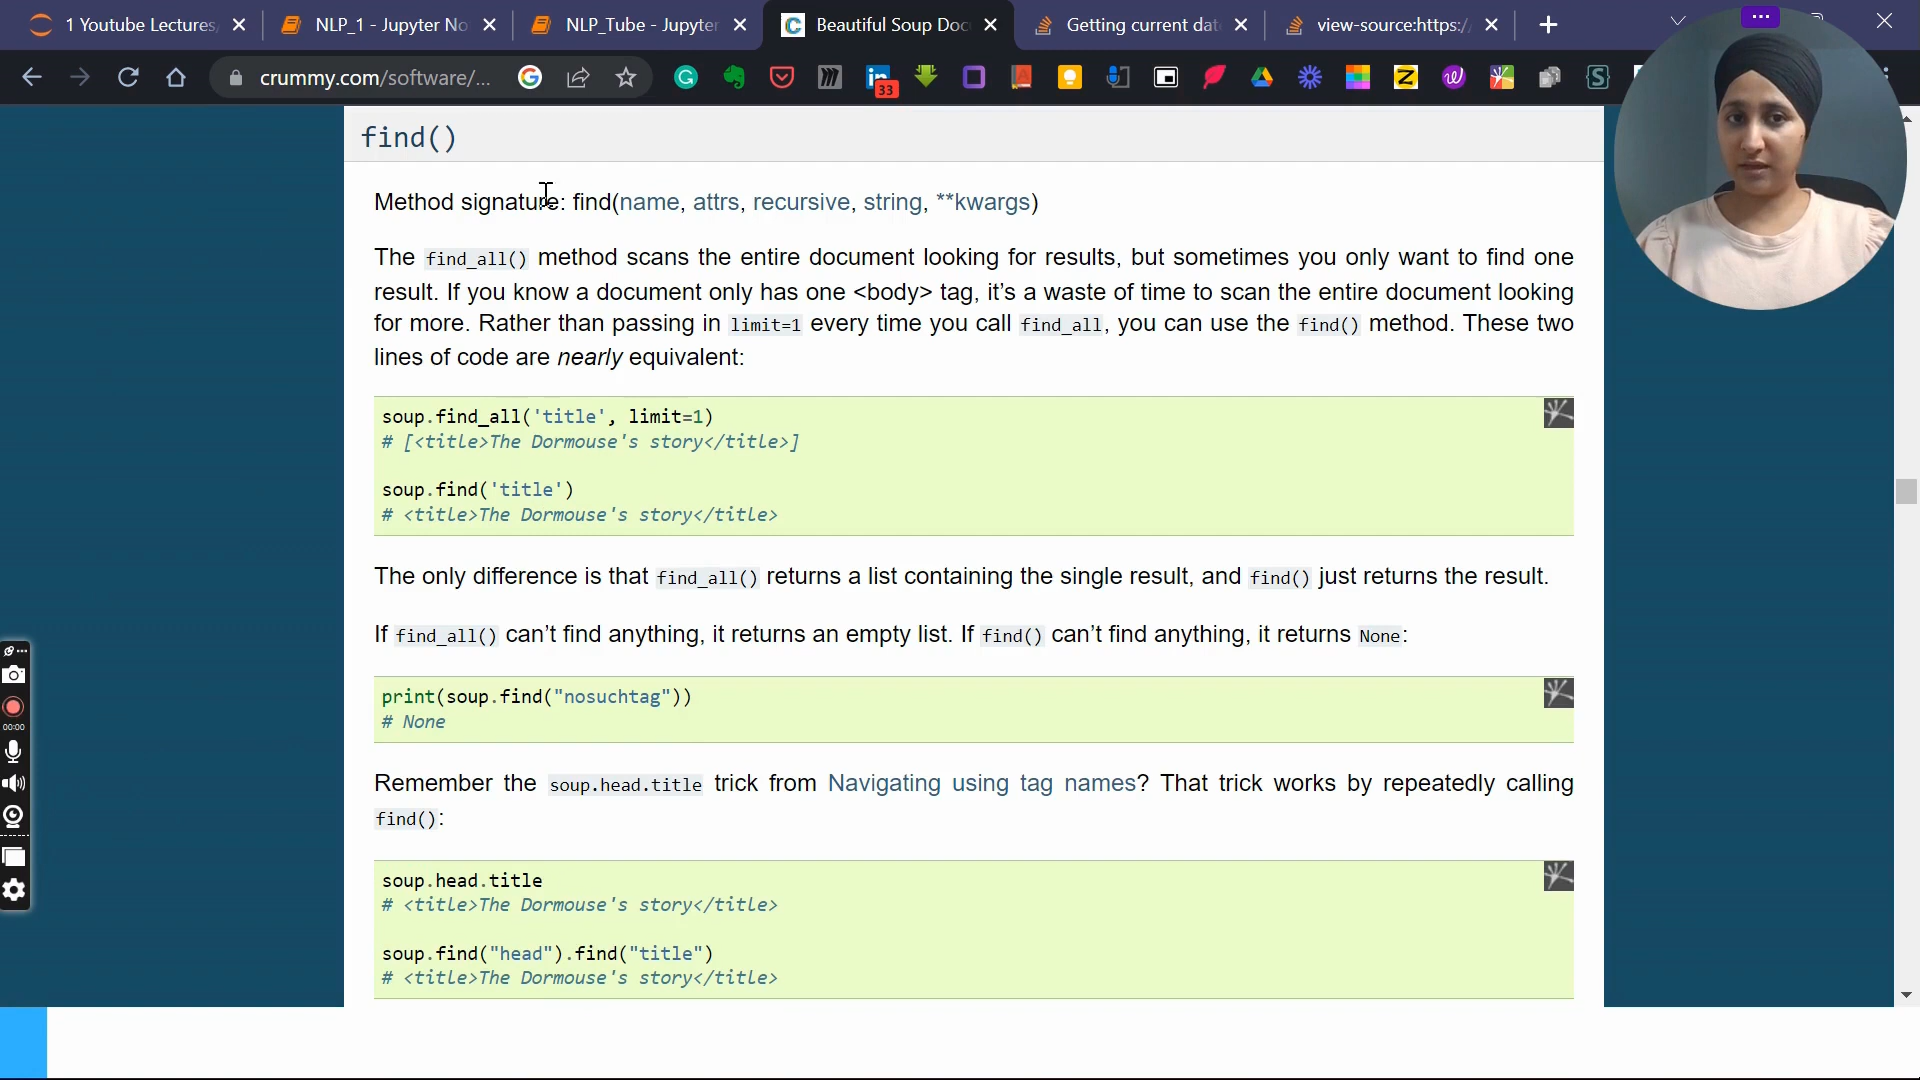 1 Youtube Lectures
NLP_1 - Jupyter No
NLP_Tube - Jupyter
Beautiful Soup Doc
Getting current dat
view-source:https:/
crummy.com/software/...
33
find()
Method signature: find(name, attrs, recursive, string, **kwargs)
The find_all() method scans the entire document looking for results, but sometimes you only want to find one
result. If you know a document only has one <body> tag, it’s a waste of time to scan the entire document looking
for more. Rather than passing in limit=1 every time you call find_all, you can use the find() method. These two
lines of code are nearly equivalent:
soup.find_all('title', limit=1)
# [<title>The Dormouse's story</title>]
soup.find('title')
# <title>The Dormouse's story</title>
The only difference is that find_all() returns a list containing the single result, and find() just returns the result.
If find_all() can’t find anything, it returns an empty list. If find() can’t find anything, it returns None:
print(soup.find("nosuchtag"))
# None
Remember the soup.head.title trick from Navigating using tag names? That trick works by repeatedly calling
find():
soup.head.title
# <title>The Dormouse's story</title>
soup.find("head").find("title")
# <title>The Dormouse's story</title>
00:00